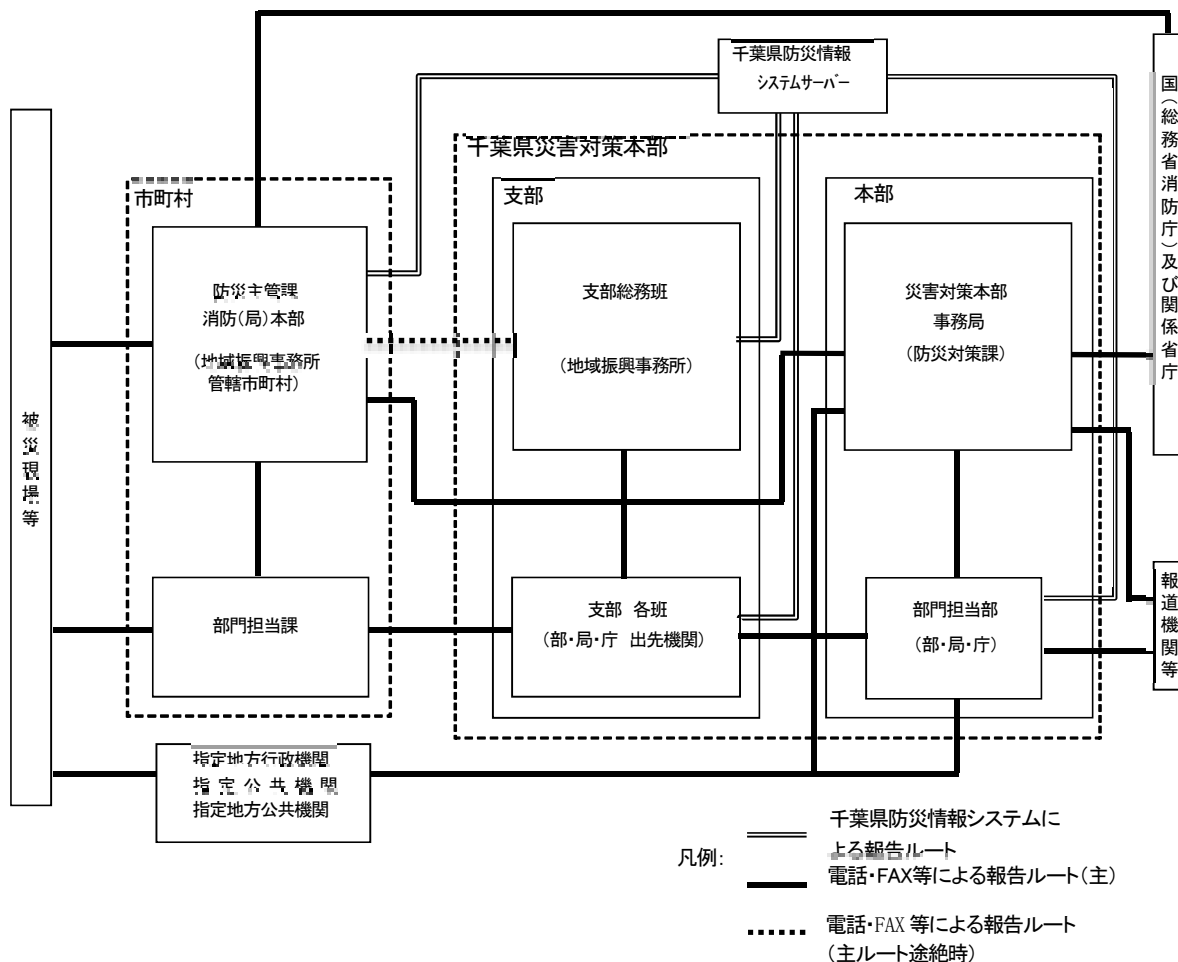 千葉県防災情報
システムサーバー
国(総務省消防庁)及び関係省庁
千葉県災害対策本部
市町村
支部
本部
防災主管課
消防(局)本部
(地域振興事務所
管轄市町村)
支部総務班
(地域振興事務所)
災害対策本部
事務局
(防災対策課)
被災現場等
部門担当課
支部 各班
(部・局・庁 出先機関)
部門担当部
(部・局・庁)
報道機関等
指定地方行政機関
指定公共機関
指定地方公共機関
凡例:
千葉県防災情報システムに
よる報告ルート
電話・FAX等による報告ルート(主)
電話・FAX 等による報告ルート
(主ルート途絶時)